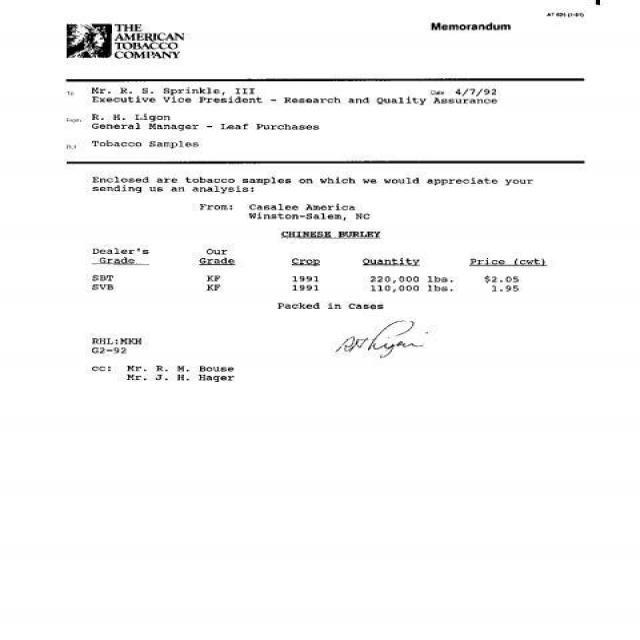 AT 825 (1-91)
Memorandum
THE
AMERICAN
TOBACCO
COMPANY
To Mr. R. S. Sprinkle, III Date 4/7/92
Executive Vice President - Research and Quality Assurance
From R. H. Ligon
General Manager - Leaf Purchases
Tobacco Samples
Enclosed are tobacco samples on which we would appreciate your
sending us an analysis:
From: Casalee America
Winston-Salem, NC
CHINESE BURLEY
Dealer's Our
Grade Grade Crop Quantity Price (cwt)
SBT KF 1991 220,000 lbs. $2.05
SVB KF 1991 110,000 lbs. 1.95
Packed in Cases
RHL:MKH
G2-92
RH Ligon
cc: Mr. R. M. Bouse
Mr. J. H. Hager